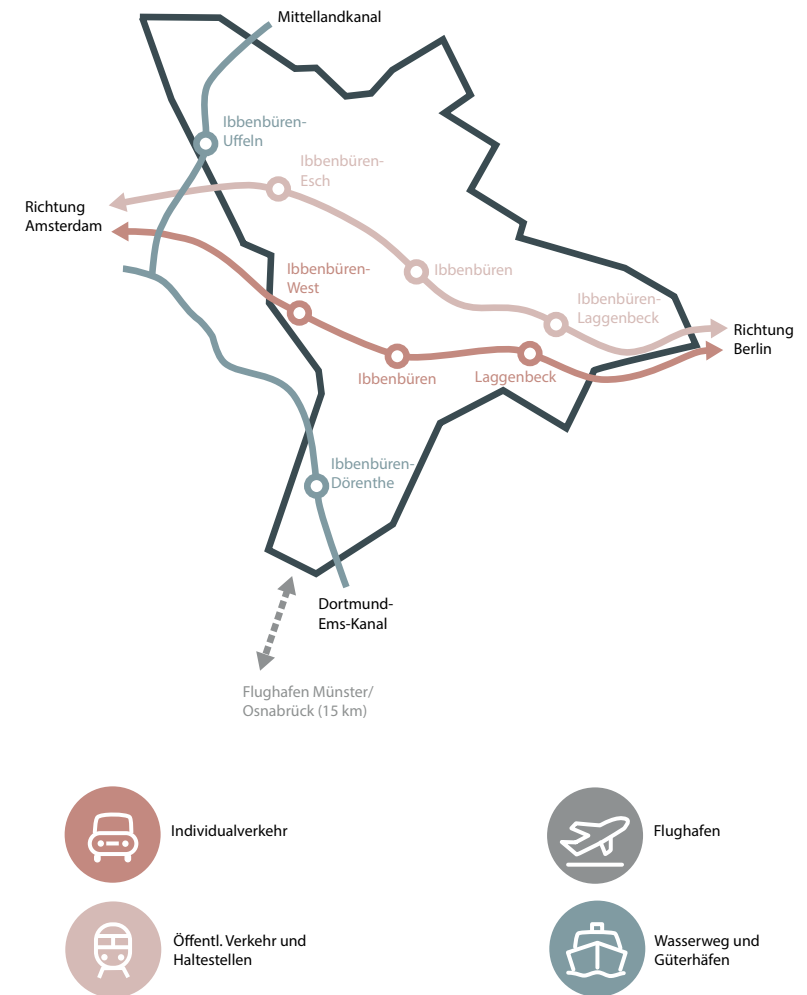 Mittellandkanal
Ibbenbüren-
Uffeln
Ibbenbüren-
Esch
Richtung
Amsterdam
Ibbenbüren-
West
Ibbenbüren
Ibbenbüren-
Laggenbeck
Richtung
Berlin
Ibbenbüren
Laggenbeck
Ibbenbüren-
Dörenthe
Dortmund-
Ems-Kanal
Flughafen Münster/
Osnabrück (15 km)
Individualverkehr
Flughafen
Öffentl. Verkehr und
Haltestellen
Wasserweg und
Güterhäfen